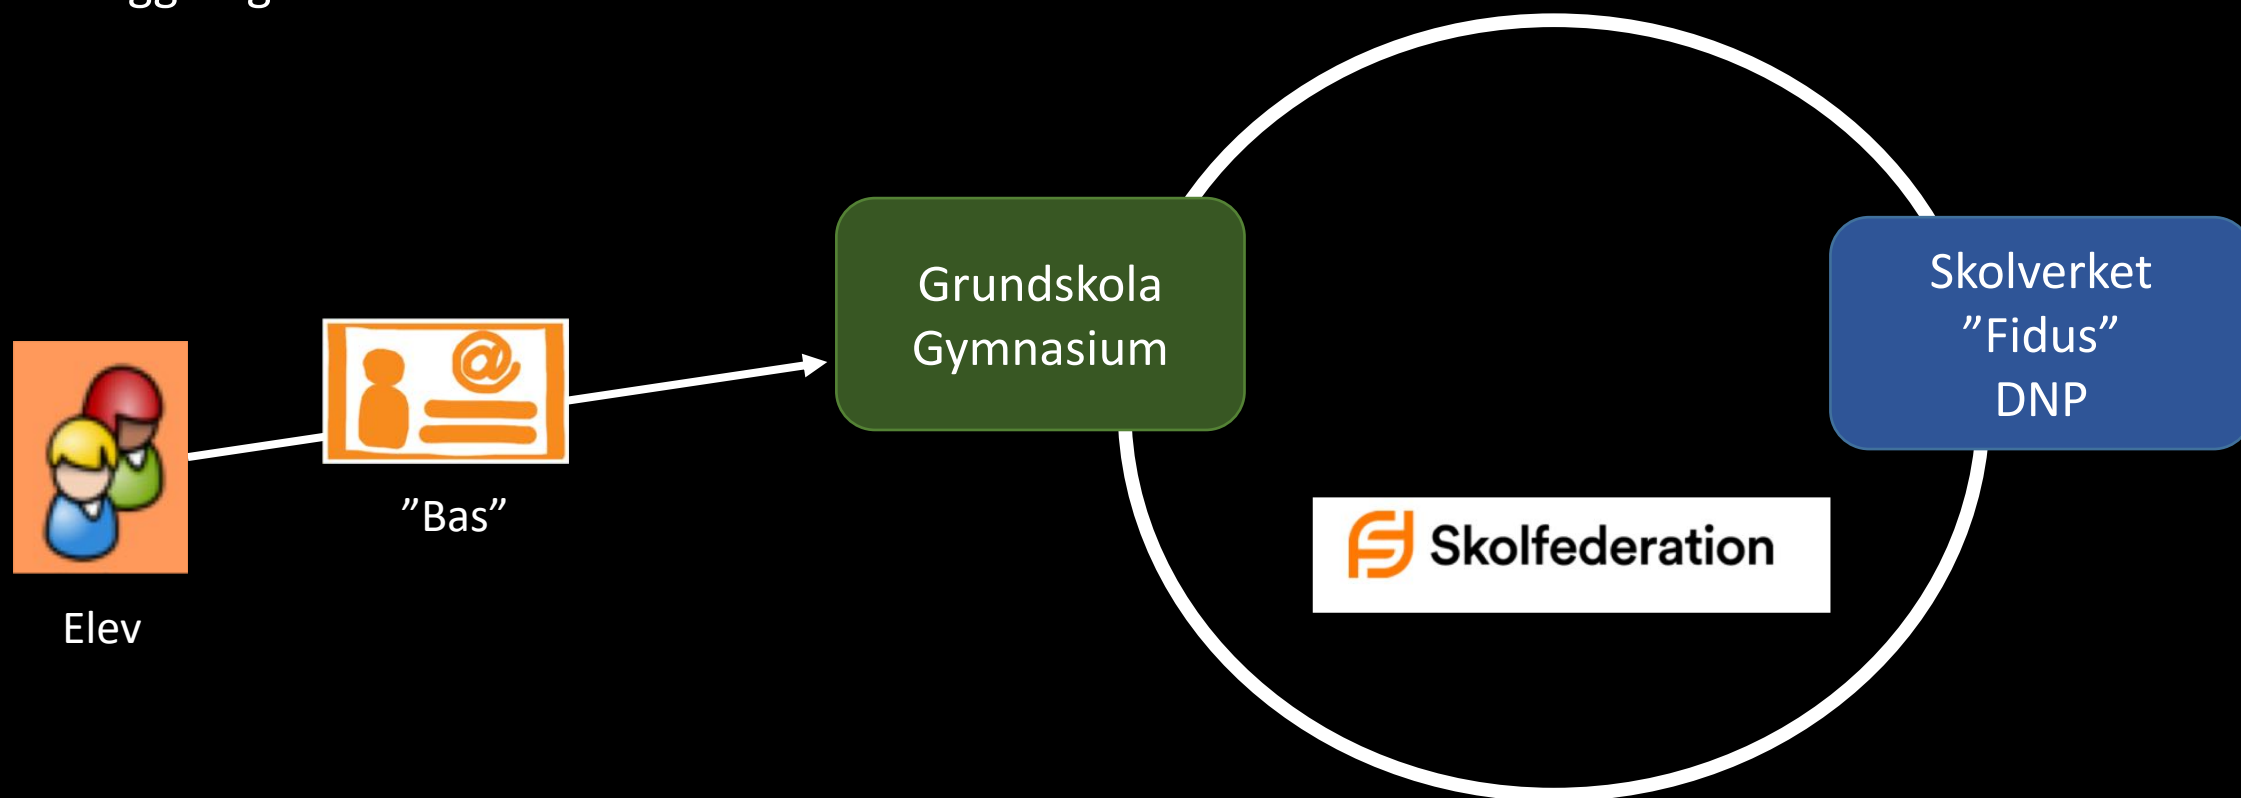 Grundskola
Gymnasium
Skolverket
”Fidus”
DNP
@
”Bas”
Skolfederation
Elev